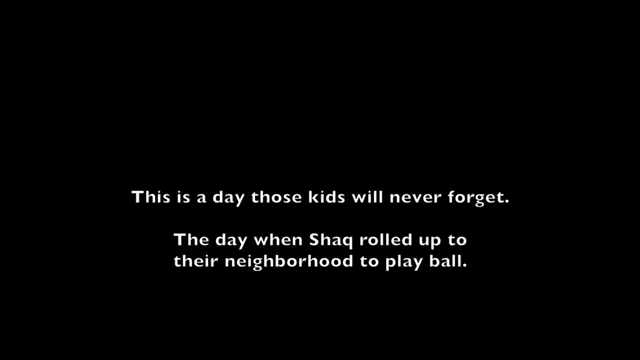 This is a day those kids will never forget.
The day when Shaq rolled up to
their neighborhood to play ball.